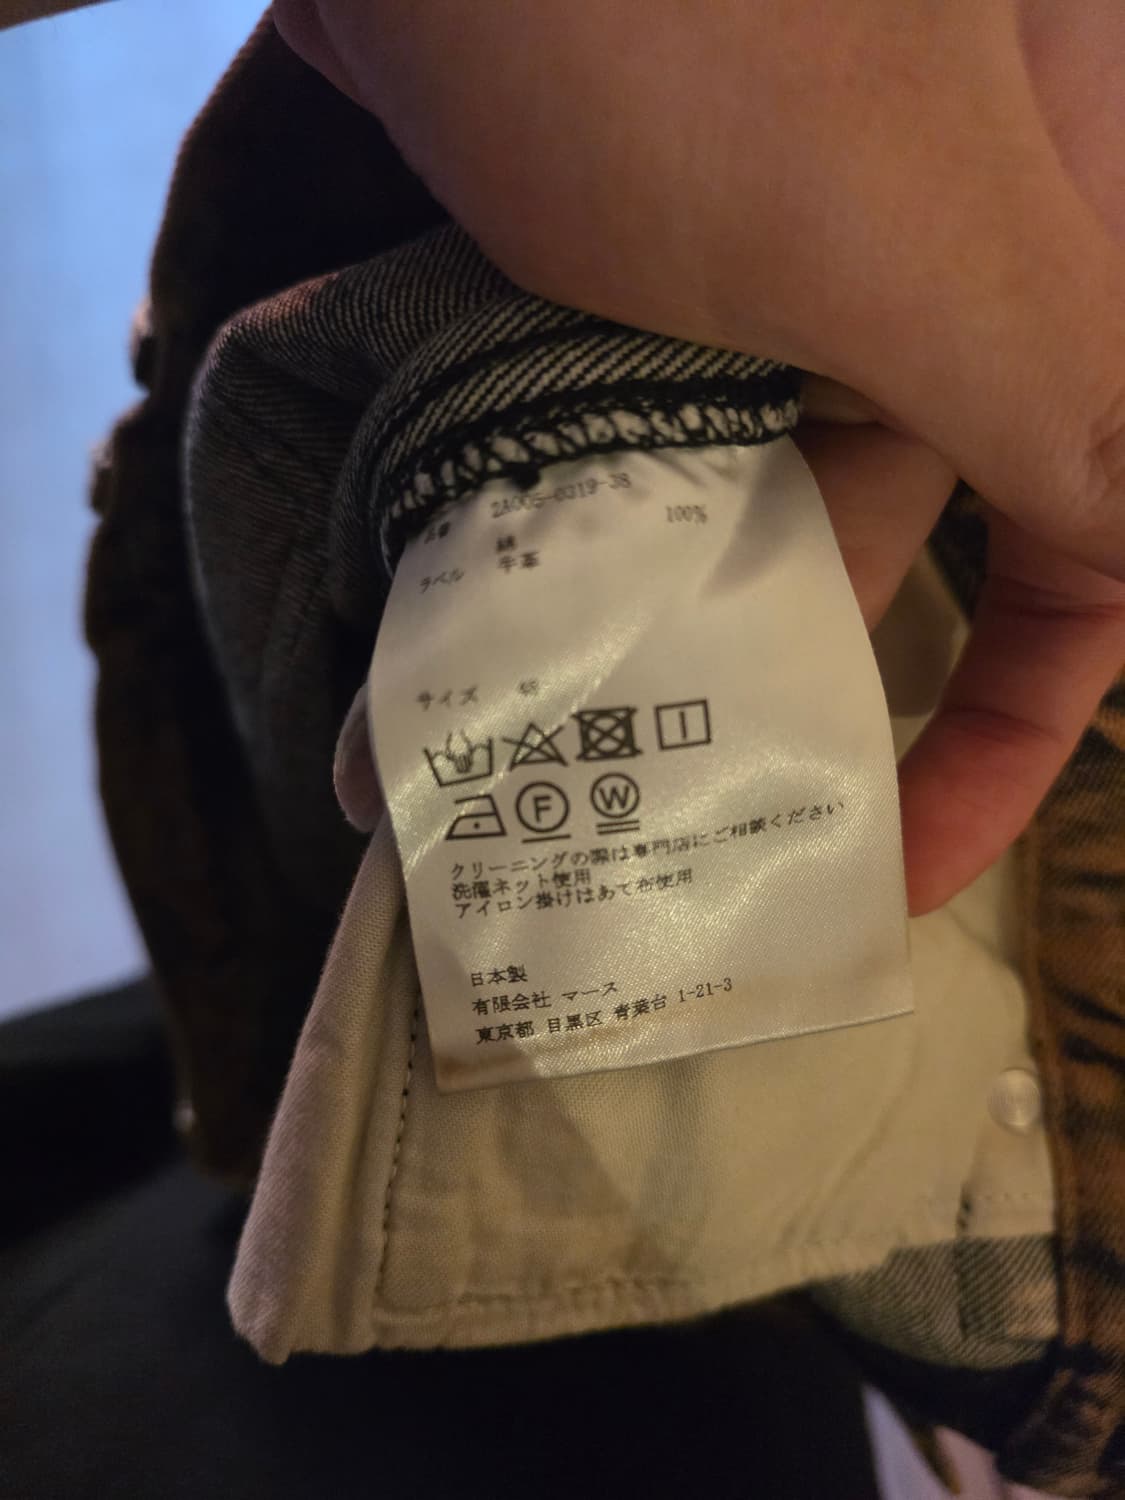 品番 2A005-0319-38
綿 100%
ラベル 牛革
サイズ
F W
クリーニングの際は専門店にご相談ください
洗濯ネット使用
アイロン掛けはあて布使用
日本製
有限会社 マース
東京都 目黒区 青葉台 1-21-3